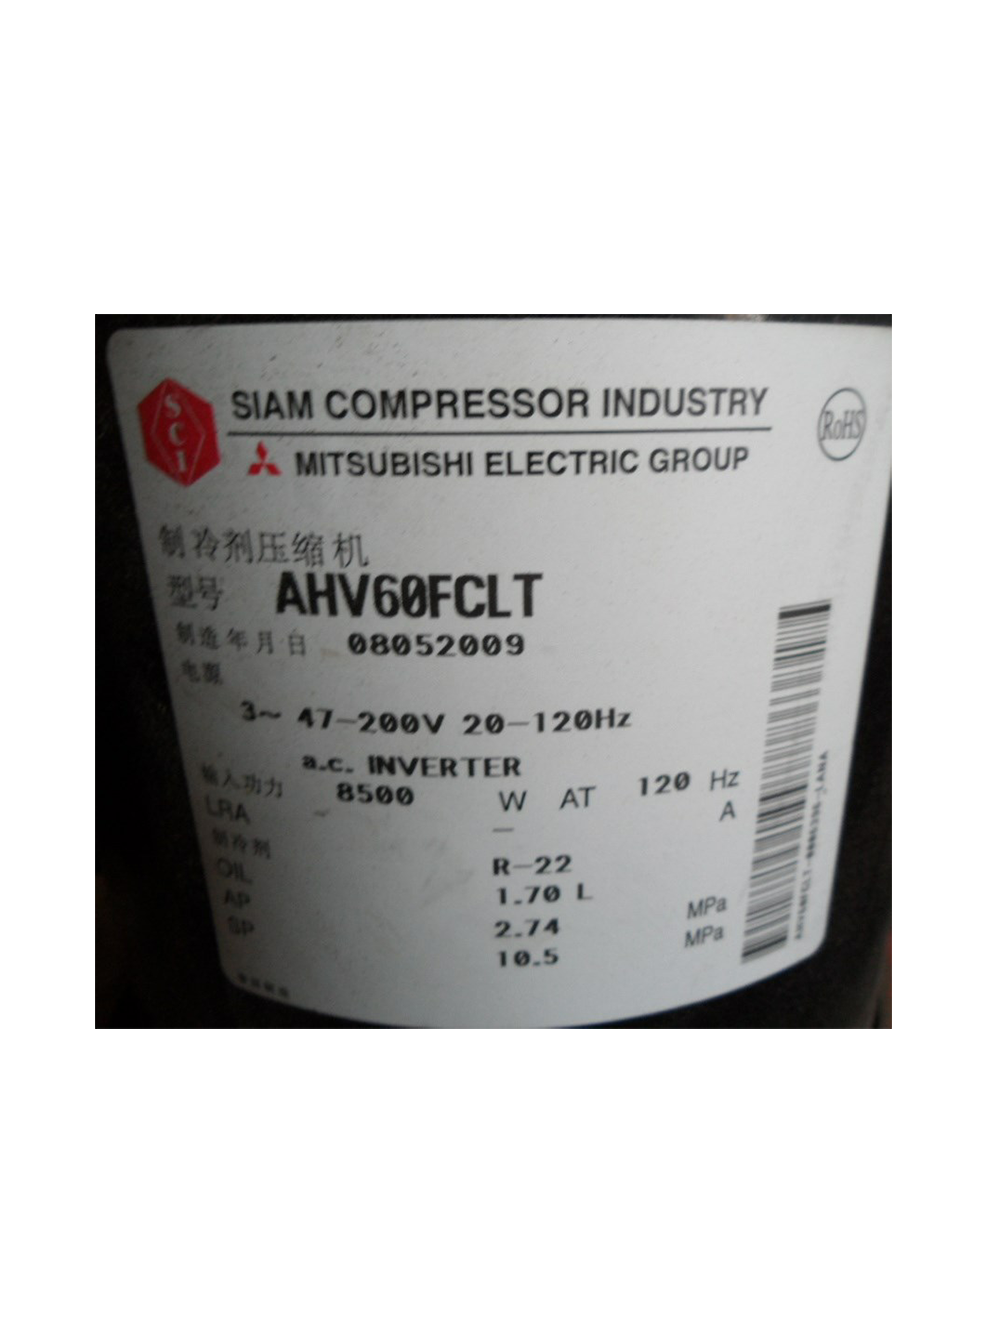 SCI
SIAM COMPRESSOR INDUSTRY
MITSUBISHI ELECTRIC GROUP
RoHS
制冷剂压缩机
型号 AHV60FCLT
制造年月日 08052009
电源
3~ 47-200V 20-120Hz
a.c. INVERTER
输入功力 8500 W AT 120 Hz
LRA - — A
制冷剂 R-22
OIL 1.70 L
AP 2.74 MPa
SP 10.5 MPa